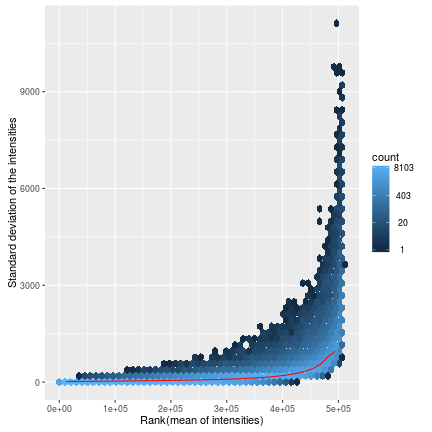 9000
6000
3000
0
0e+00 1e+05 2e+05 3e+05 4e+05 5e+05
Rank(mean of intensities)
Standard deviation of the intensities
count
8103
403
20
1